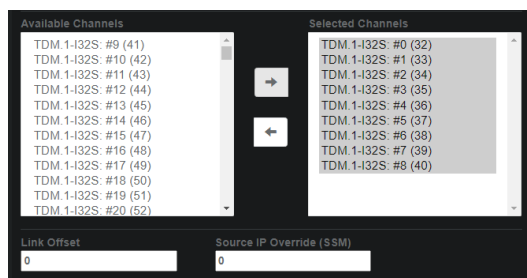 Available Channels
TDM.1-I32S: #9 (41)
TDM.1-I32S: #10 (42)
TDM.1-I32S: #11 (43)
TDM.1-I32S: #12 (44)
TDM.1-I32S: #13 (45)
TDM.1-I32S: #14 (46)
TDM.1-I32S: #15 (47)
TDM.1-I32S: #16 (48)
TDM.1-I32S: #17 (49)
TDM.1-I32S: #18 (50)
TDM.1-I32S: #19 (51)
TDM.1-I32S: #20 (52)
Selected Channels
TDM.1-I32S: #0 (32)
TDM.1-I32S: #1 (33)
TDM.1-I32S: #2 (34)
TDM.1-I32S: #3 (35)
TDM.1-I32S: #4 (36)
TDM.1-I32S: #5 (37)
TDM.1-I32S: #6 (38)
TDM.1-I32S: #7 (39)
TDM.1-I32S: #8 (40)
Link Offset
0
Source IP Override (SSM)
0